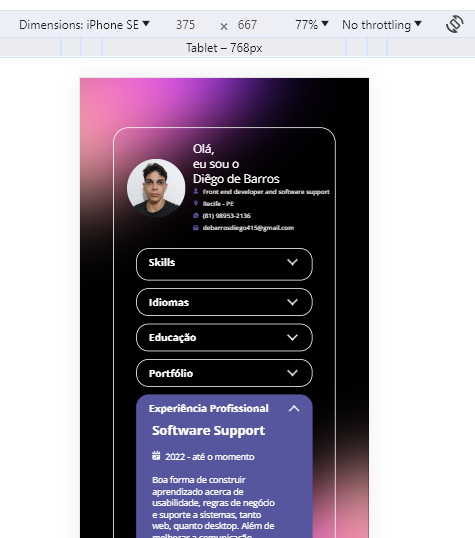 Dimensions: iPhone SE ▼ 375 x 667 77% ▼ No throttling ▼
Tablet – 768px
Olá,
eu sou o
Diêgo de Barros
Front end developer and software support
Recife - PE
(81) 98953-2136
debarrosdiego415@gmail.com
Skills
Idiomas
Educação
Portfólio
Experiência Profissional
Software Support
2022 - até o momento
Boa forma de construir
aprendizado acerca de
usabilidade, regras de negócio
e suporte a sistemas, tanto
web, quanto desktop. Além de
melhorar a comunicação